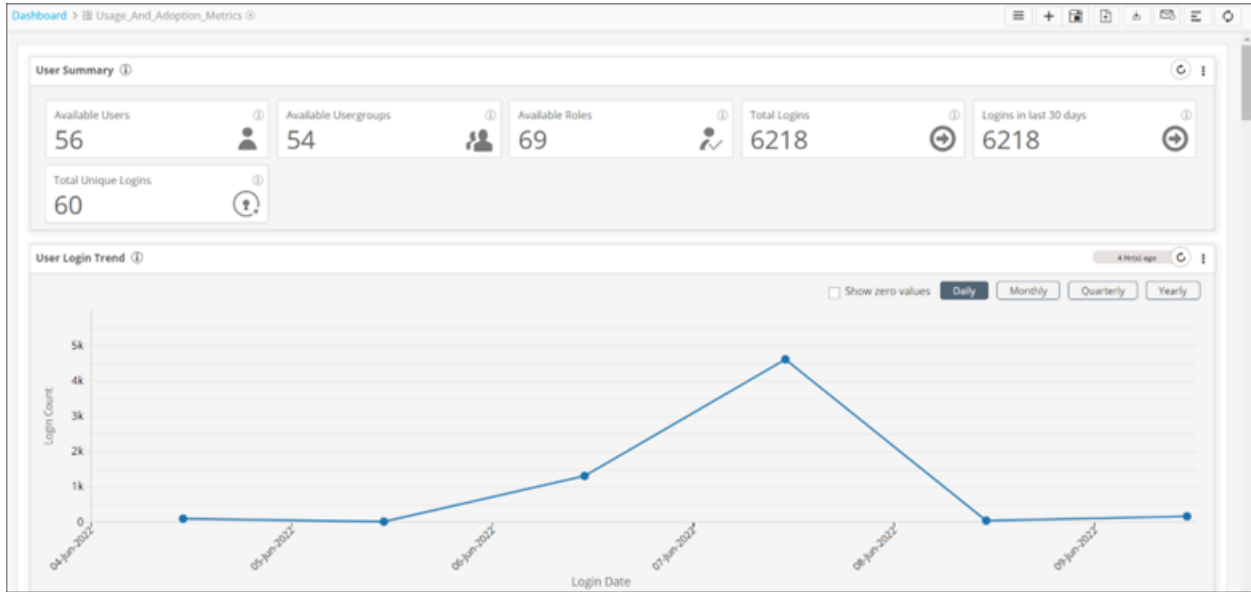 Dashboard > Usage_And_Adoption_Metrics
User Summary
Available Users
56
Available Usergroups
54
Available Roles
69
Total Logins
6218
Logins in last 30 days
6218
Total Unique Logins
60
User Login Trend
4 Hr(s) ago
Show zero values Daily Monthly Quarterly Yearly
5k
4k
3k
2k
1k
0
Login Count
04-Jun-2022 05-Jun-2022 06-Jun-2022 07-Jun-2022 08-Jun-2022 09-Jun-2022
Login Date